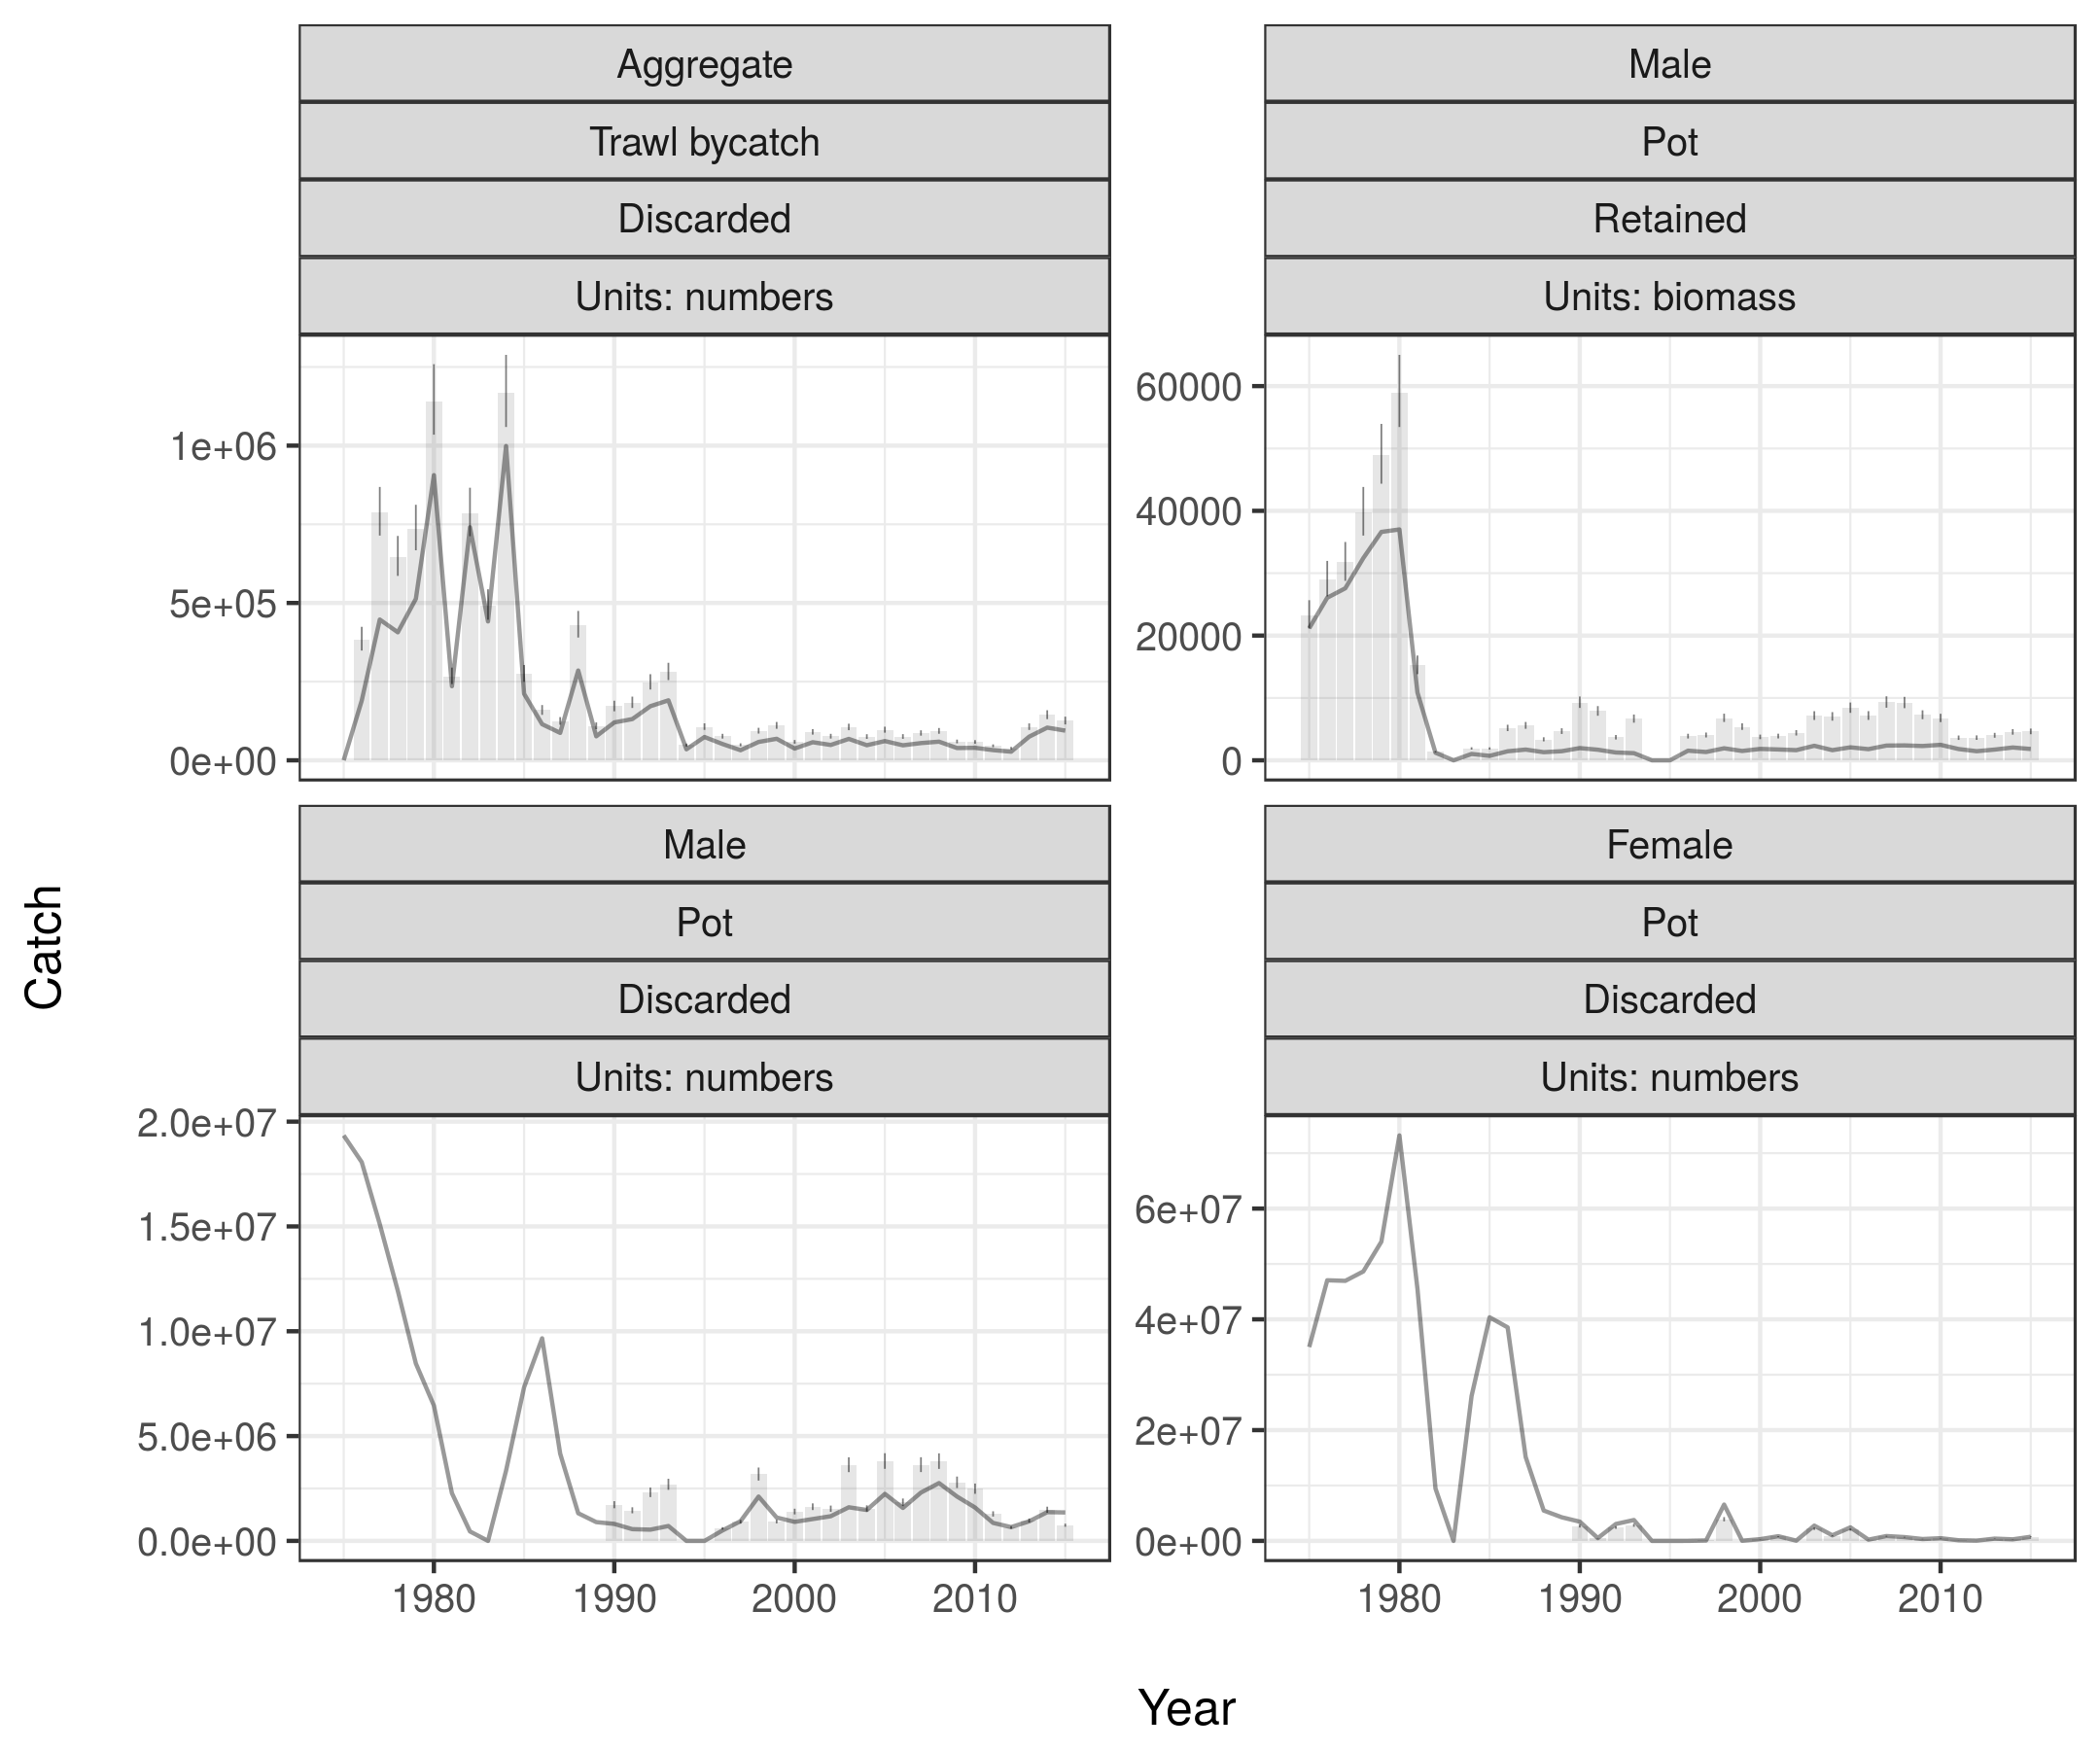 Aggregate
Trawl bycatch
Discarded
Units: numbers
1e+06
5e+05
0e+00
Male
Pot
Retained
Units: biomass
60000
40000
20000
0
Catch
Male
Pot
Discarded
Units: numbers
2.0e+07
1.5e+07
1.0e+07
5.0e+06
0.0e+00
1980 1990 2000 2010
Female
Pot
Discarded
Units: numbers
6e+07
4e+07
2e+07
0e+00
1980 1990 2000 2010
Year